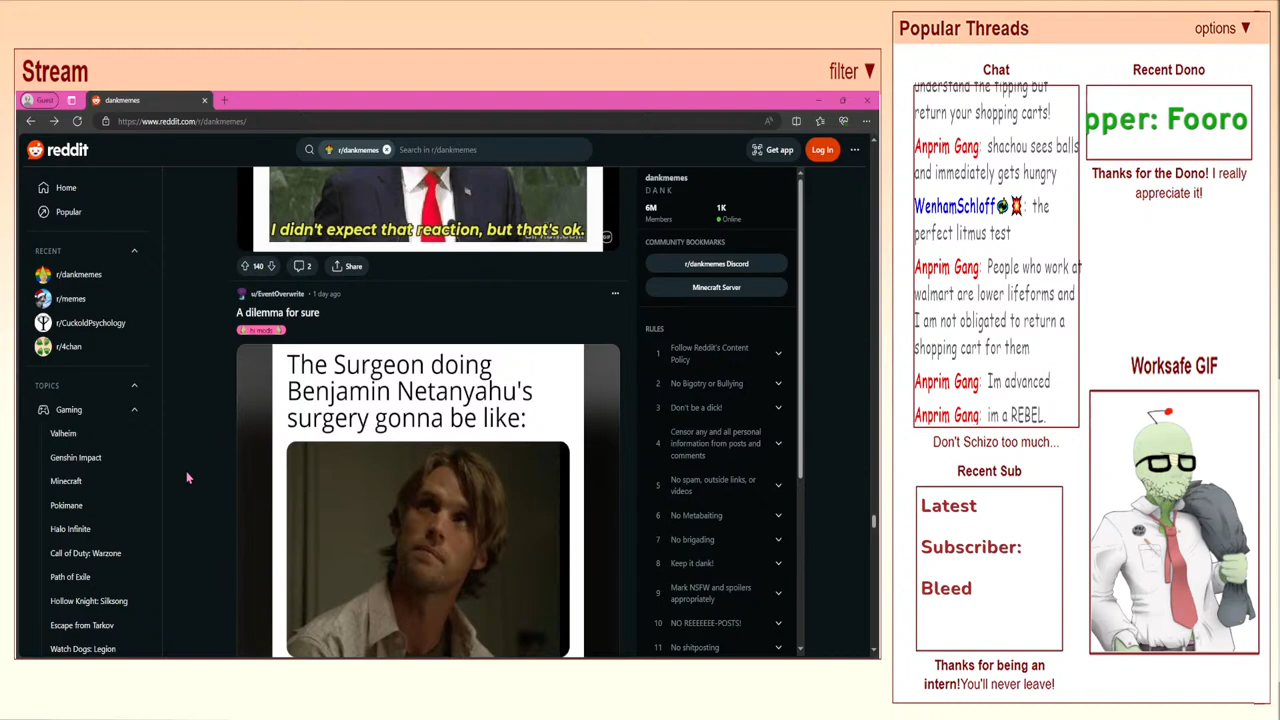 Stream
filter ▼
Guest
dankmemes
https://www.reddit.com/r/dankmemes/
reddit
r/dankmemes
Search in r/dankmemes
Get app
Log In
Home
Popular
RECENT
r/dankmemes
r/memes
r/CuckoldPsychology
r/4chan
TOPICS
Gaming
Valheim
Genshin Impact
Minecraft
Pokimane
Halo Infinite
Call of Duty: Warzone
Path of Exile
Hollow Knight: Silksong
Escape from Tarkov
Watch Dogs: Legion
I didn't expect that reaction, but that's ok.
GIF
140
2
Share
u/EventOverwrite • 1 day ago
A dilemma for sure
hi mods
The Surgeon doing
Benjamin Netanyahu's
surgery gonna be like:
dankmemes
D A N K
6M
1K
Members
Online
COMMUNITY BOOKMARKS
r/dankmemes Discord
Minecraft Server
RULES
1 Follow Reddit's Content
Policy
2 No Bigotry or Bullying
3 Don't be a dick!
4 Censor any and all personal
information from posts and
comments
5 No spam, outside links, or
videos
6 No Metabaiting
7 No brigading
8 Keep it dank!
9 Mark NSFW and spoilers
appropriately
10 NO REEEEEEE-POSTS!
11 No shitposting
Popular Threads
options ▼
Chat
understand the tipping but
return your shopping carts!
Anprim Gang: shachou sees balls
and immediately gets hungry
WenhamSchloff: the
perfect litmus test
Anprim Gang: People who work at
walmart are lower lifeforms and
I am not obligated to return a
shopping cart for them
Anprim Gang: Im advanced
Anprim Gang: im a REBEL.
Don't Schizo too much...
Recent Sub
Latest
Subscriber:
Bleed
Thanks for being an
intern!You'll never leave!
Recent Dono
pper: Fooro
Thanks for the Dono! I really
appreciate it!
Worksafe GIF